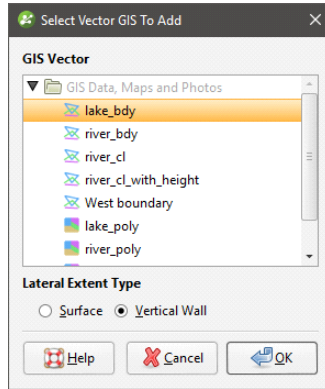 Select Vector GIS To Add
GIS Vector
GIS Data, Maps and Photos
lake_bdy
river_bdy
river_cl
river_cl_with_height
West boundary
lake_poly
river_poly
Lateral Extent Type
Surface Vertical Wall
Help Cancel OK